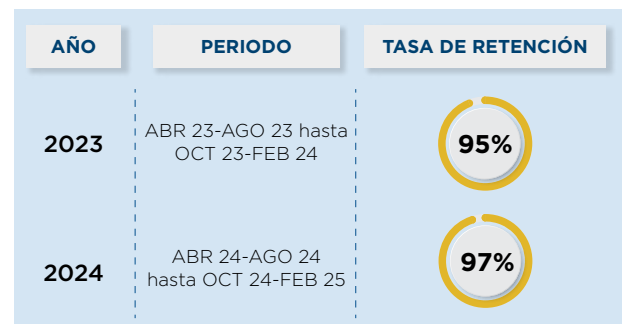 AÑO
PERIODO
TASA DE RETENCIÓN
2023
ABR 23-AGO 23 hasta
OCT 23-FEB 24
95%
2024
ABR 24-AGO 24
hasta OCT 24-FEB 25
97%